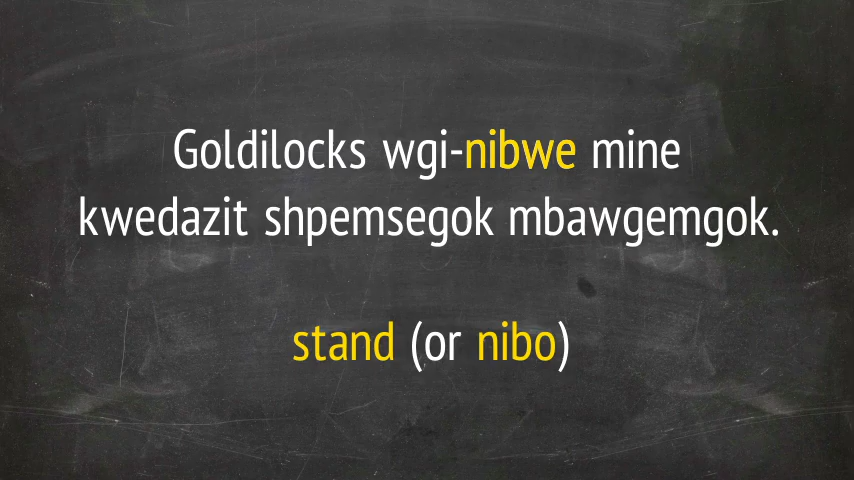 Goldilocks wgi-nibwe mine
kwedazit shpemsegok mbawgemgok.
stand (or nibo)